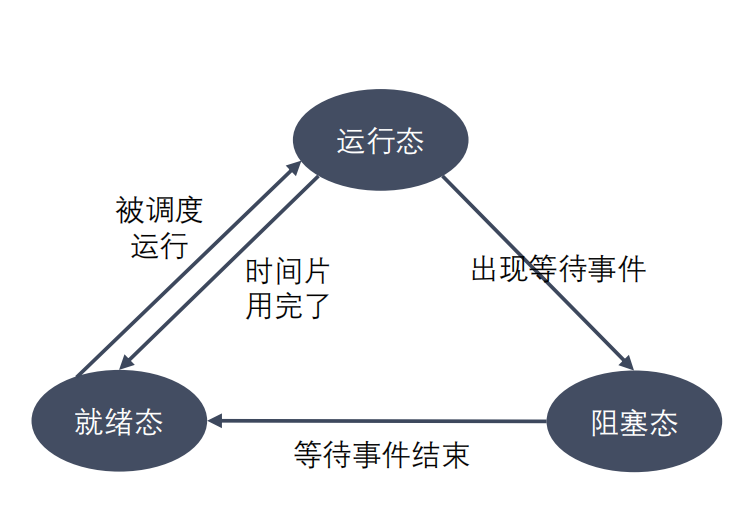 运行态
被调度
运行
时间片
用完了
出现等待事件
就绪态
阻塞态
等待事件结束